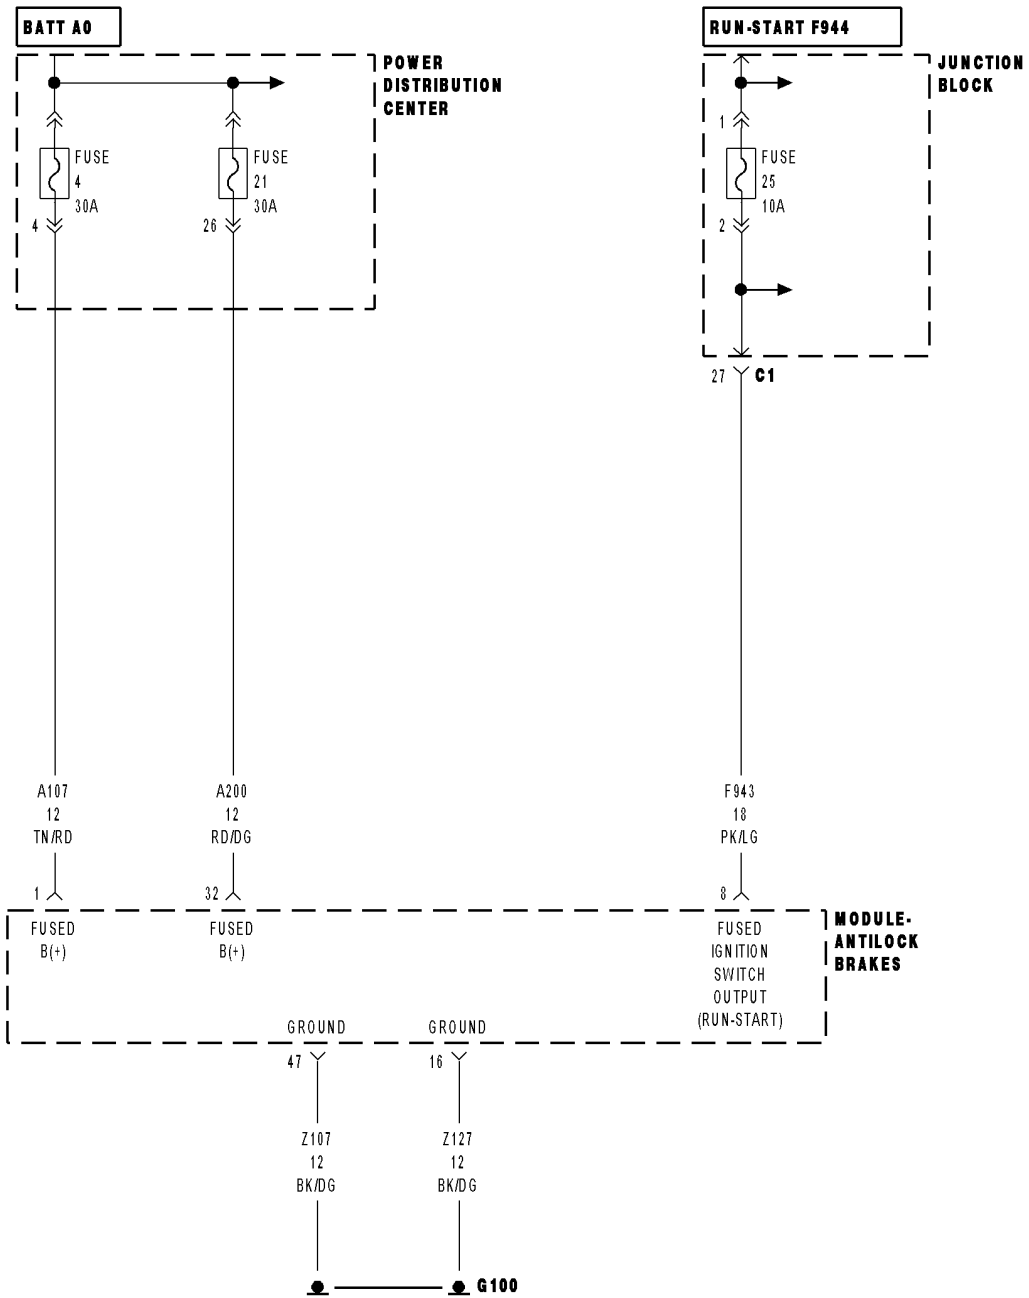 BATT A0
RUN-START F944
POWER
DISTRIBUTION
CENTER
JUNCTION
BLOCK
FUSE
4
30A
4
FUSE
21
30A
26
1
FUSE
25
10A
2
27 C1
A107
12
TN/RD
A200
12
RD/DG
F943
18
PK/LG
1
32
8
MODULE-
ANTILOCK
BRAKES
FUSED
B(+)
FUSED
B(+)
FUSED
IGNITION
SWITCH
OUTPUT
(RUN-START)
GROUND
GROUND
47
16
Z107
12
BK/DG
Z127
12
BK/DG
G100